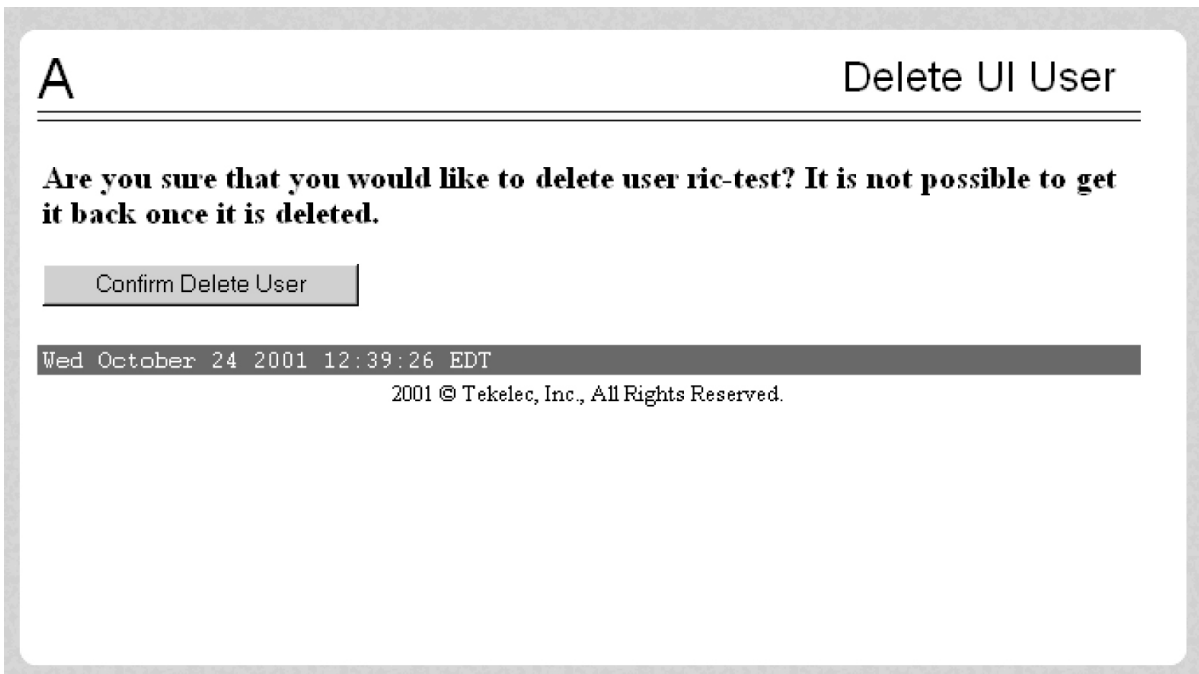 A
Delete UI User
Are you sure that you would like to delete user ric-test? It is not possible to get
it back once it is deleted.
Confirm Delete User
Wed October 24 2001 12:39:26 EDT
2001 © Tekelec, Inc., All Rights Reserved.